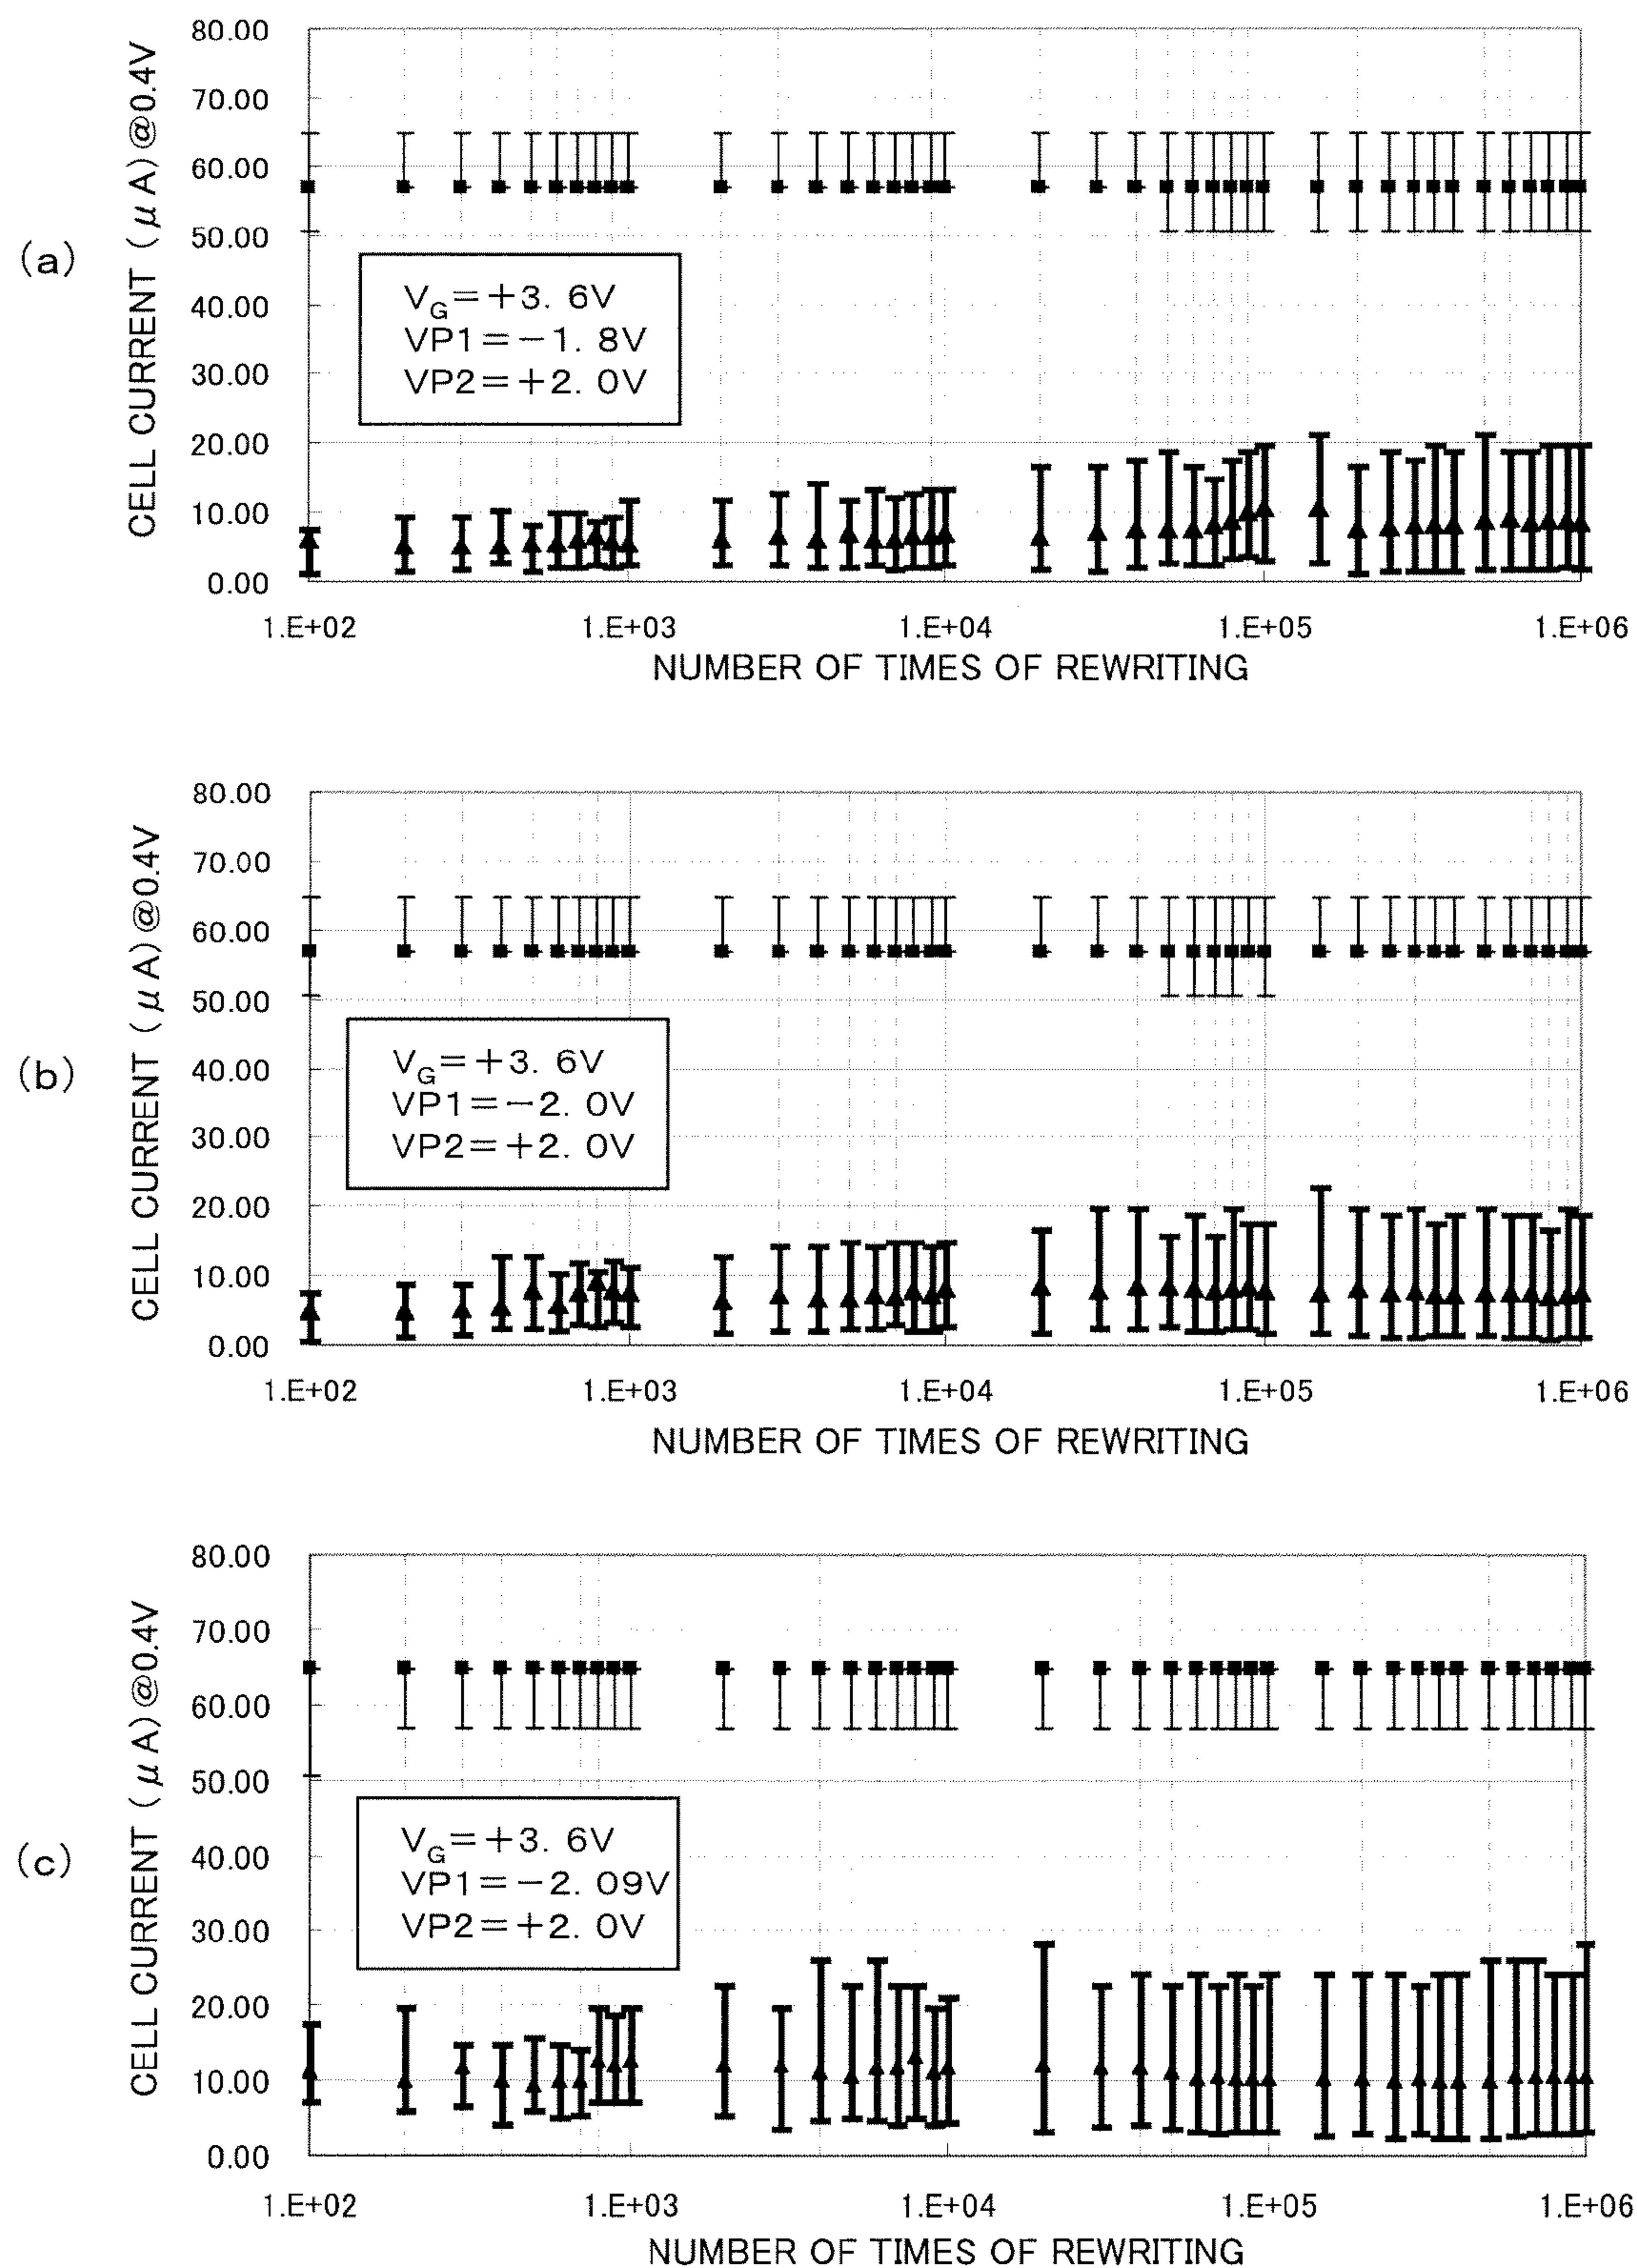 (a)
CELL CURRENT (μA)@0.4V
80.00
70.00
60.00
50.00
40.00
30.00
20.00
10.00
0.00
VG=+3. 6V
VP1=−1. 8V
VP2=+2. 0V
1.E+02 1.E+03 1.E+04 1.E+05 1.E+06
NUMBER OF TIMES OF REWRITING
(b)
CELL CURRENT (μA)@0.4V
80.00
70.00
60.00
50.00
40.00
30.00
20.00
10.00
0.00
VG=+3. 6V
VP1=−2. 0V
VP2=+2. 0V
1.E+02 1.E+03 1.E+04 1.E+05 1.E+06
NUMBER OF TIMES OF REWRITING
(c)
CELL CURRENT (μA)@0.4V
80.00
70.00
60.00
50.00
40.00
30.00
20.00
10.00
0.00
VG=+3. 6V
VP1=−2. 09V
VP2=+2. 0V
1.E+02 1.E+03 1.E+04 1.E+05 1.E+06
NUMBER OF TIMES OF REWRITING